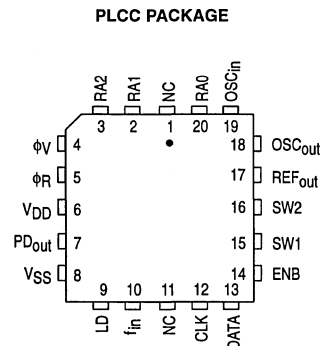 PLCC PACKAGE
RA2 RA1 NC RA0 OSCin
3 2 1 20 19
ϕV 4 18 OSCout
ϕR 5 17 REFout
VDD 6 16 SW2
PDout 7 15 SW1
VSS 8 14 ENB
9 10 11 12 13
LD fin NC CLK DATA